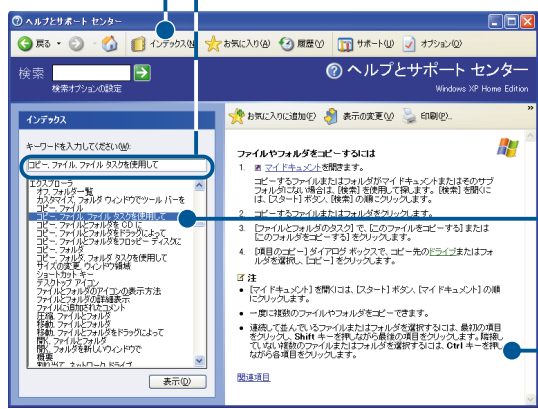 ヘルプとサポート センター
戻る
インデックス(N)
お気に入り(A)
履歴(Y)
サポート(U)
オプション(O)
検索
検索オプションの設定
ヘルプとサポート センター
Windows XP Home Edition
インデックス
キーワードを入力してください(W):
コピー、ファイル、ファイル タスクを使用して
エクスプローラ
オフ、フォルダ一覧
カスタマイズ、フォルダ ウィンドウでツール バーを
コピー、ファイル
コピー、ファイル、ファイル タスクを使用して
コピー、ファイルとフォルダを CD に
コピー、ファイルとフォルダをドラッグによって
コピー、ファイルとフォルダをフロッピー ディスクに
コピー、フォルダ
コピー、フォルダ、フォルダ タスクを使用して
サイズの変更、ウィンドウ領域
ショートカット キー
デスクトップ アイコン
ファイルとフォルダのアイコンの表示方法
ファイルとフォルダの詳細表示
ファイルに追加されたコメント
圧縮、ファイルとフォルダ
移動、ファイルとフォルダ
移動、ファイルとフォルダをドラッグによって
開く、ファイルとフォルダ
開く、フォルダを新しいウィンドウで
概要
割り当て、ネットワーク ドライブ
表示(D)
お気に入りに追加(F)
表示の変更(V)
印刷(P)...
»
ファイルやフォルダをコピーするには
1. マイ ドキュメントを開きます。
コピーするファイルまたはフォルダがマイドキュメントまたはそのサブ
フォルダにない場合は、[検索] を使用して探します。[検索] を開くに
は、[スタート] ボタン、[検索] の順にクリックします。
2. コピーするファイルまたはフォルダをクリックします。
3. [ファイルとフォルダのタスク] で、[このファイルをコピーする] または
[このフォルダをコピーする] をクリックします。
4. [項目のコピー] ダイアログ ボックスで、コピー先のドライブまたはフォ
ルダを選択し、[コピー] をクリックします。
注
• [マイ ドキュメント] を開くには、[スタート] ボタン、[マイ ドキュメント] の順
にクリックします。
• 一度に複数のファイルやフォルダをコピーできます。
• 連続して並んでいるファイルまたはフォルダを選択するには、最初の項目
をクリックし、Shift キーを押しながら最後の項目をクリックします。隣接し
ていない複数のファイルまたはフォルダを選択するには、Ctrl キーを押し
ながら各項目をクリックします。
関連項目